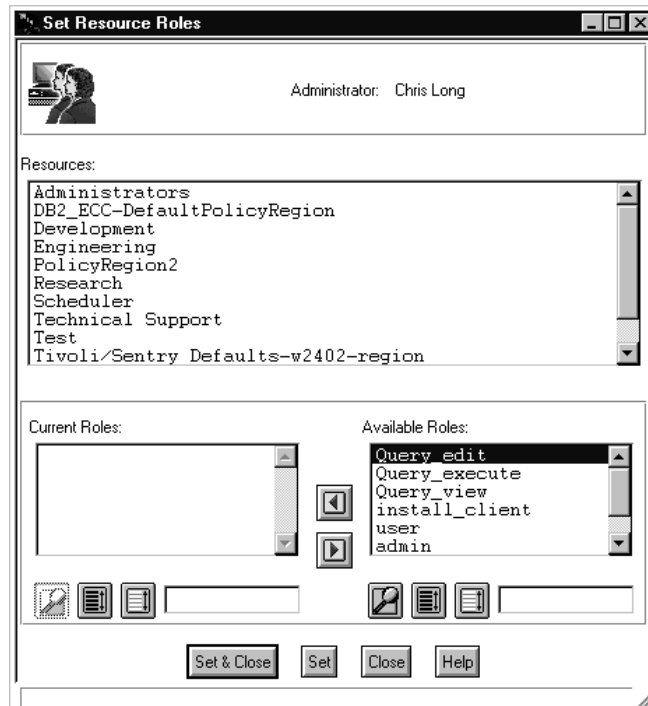 Set Resource Roles
Administrator: Chris Long
Resources:
Administrators
DB2_ECC-DefaultPolicyRegion
Development
Engineering
PolicyRegion2
Research
Scheduler
Technical Support
Test
Tivoli/Sentry Defaults-w2402-region
Current Roles:
Available Roles:
Query_edit
Query_execute
Query_view
install_client
user
admin
Set & Close
Set
Close
Help